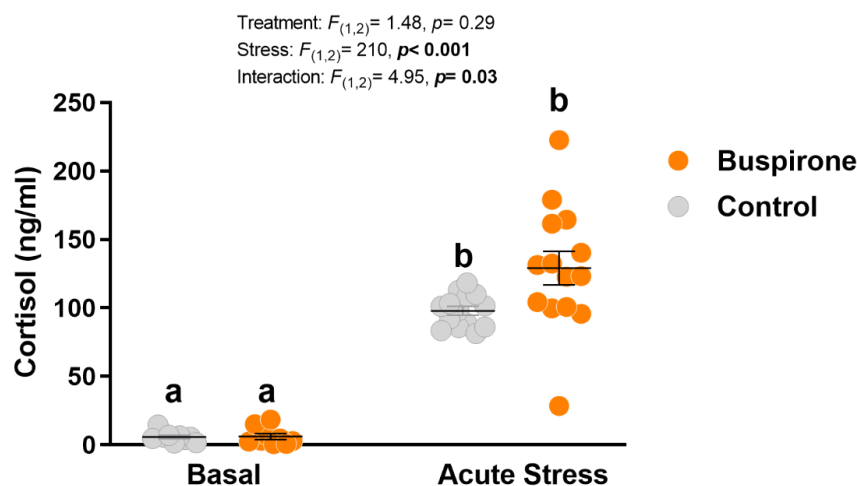 Treatment: F(1,2)= 1.48, p= 0.29
Stress: F(1,2)= 210, p< 0.001
Interaction: F(1,2)= 4.95, p= 0.03
b
250
200
150
100
50
0
Cortisol (ng/ml)
b
a
a
Buspirone
Control
Basal
Acute Stress